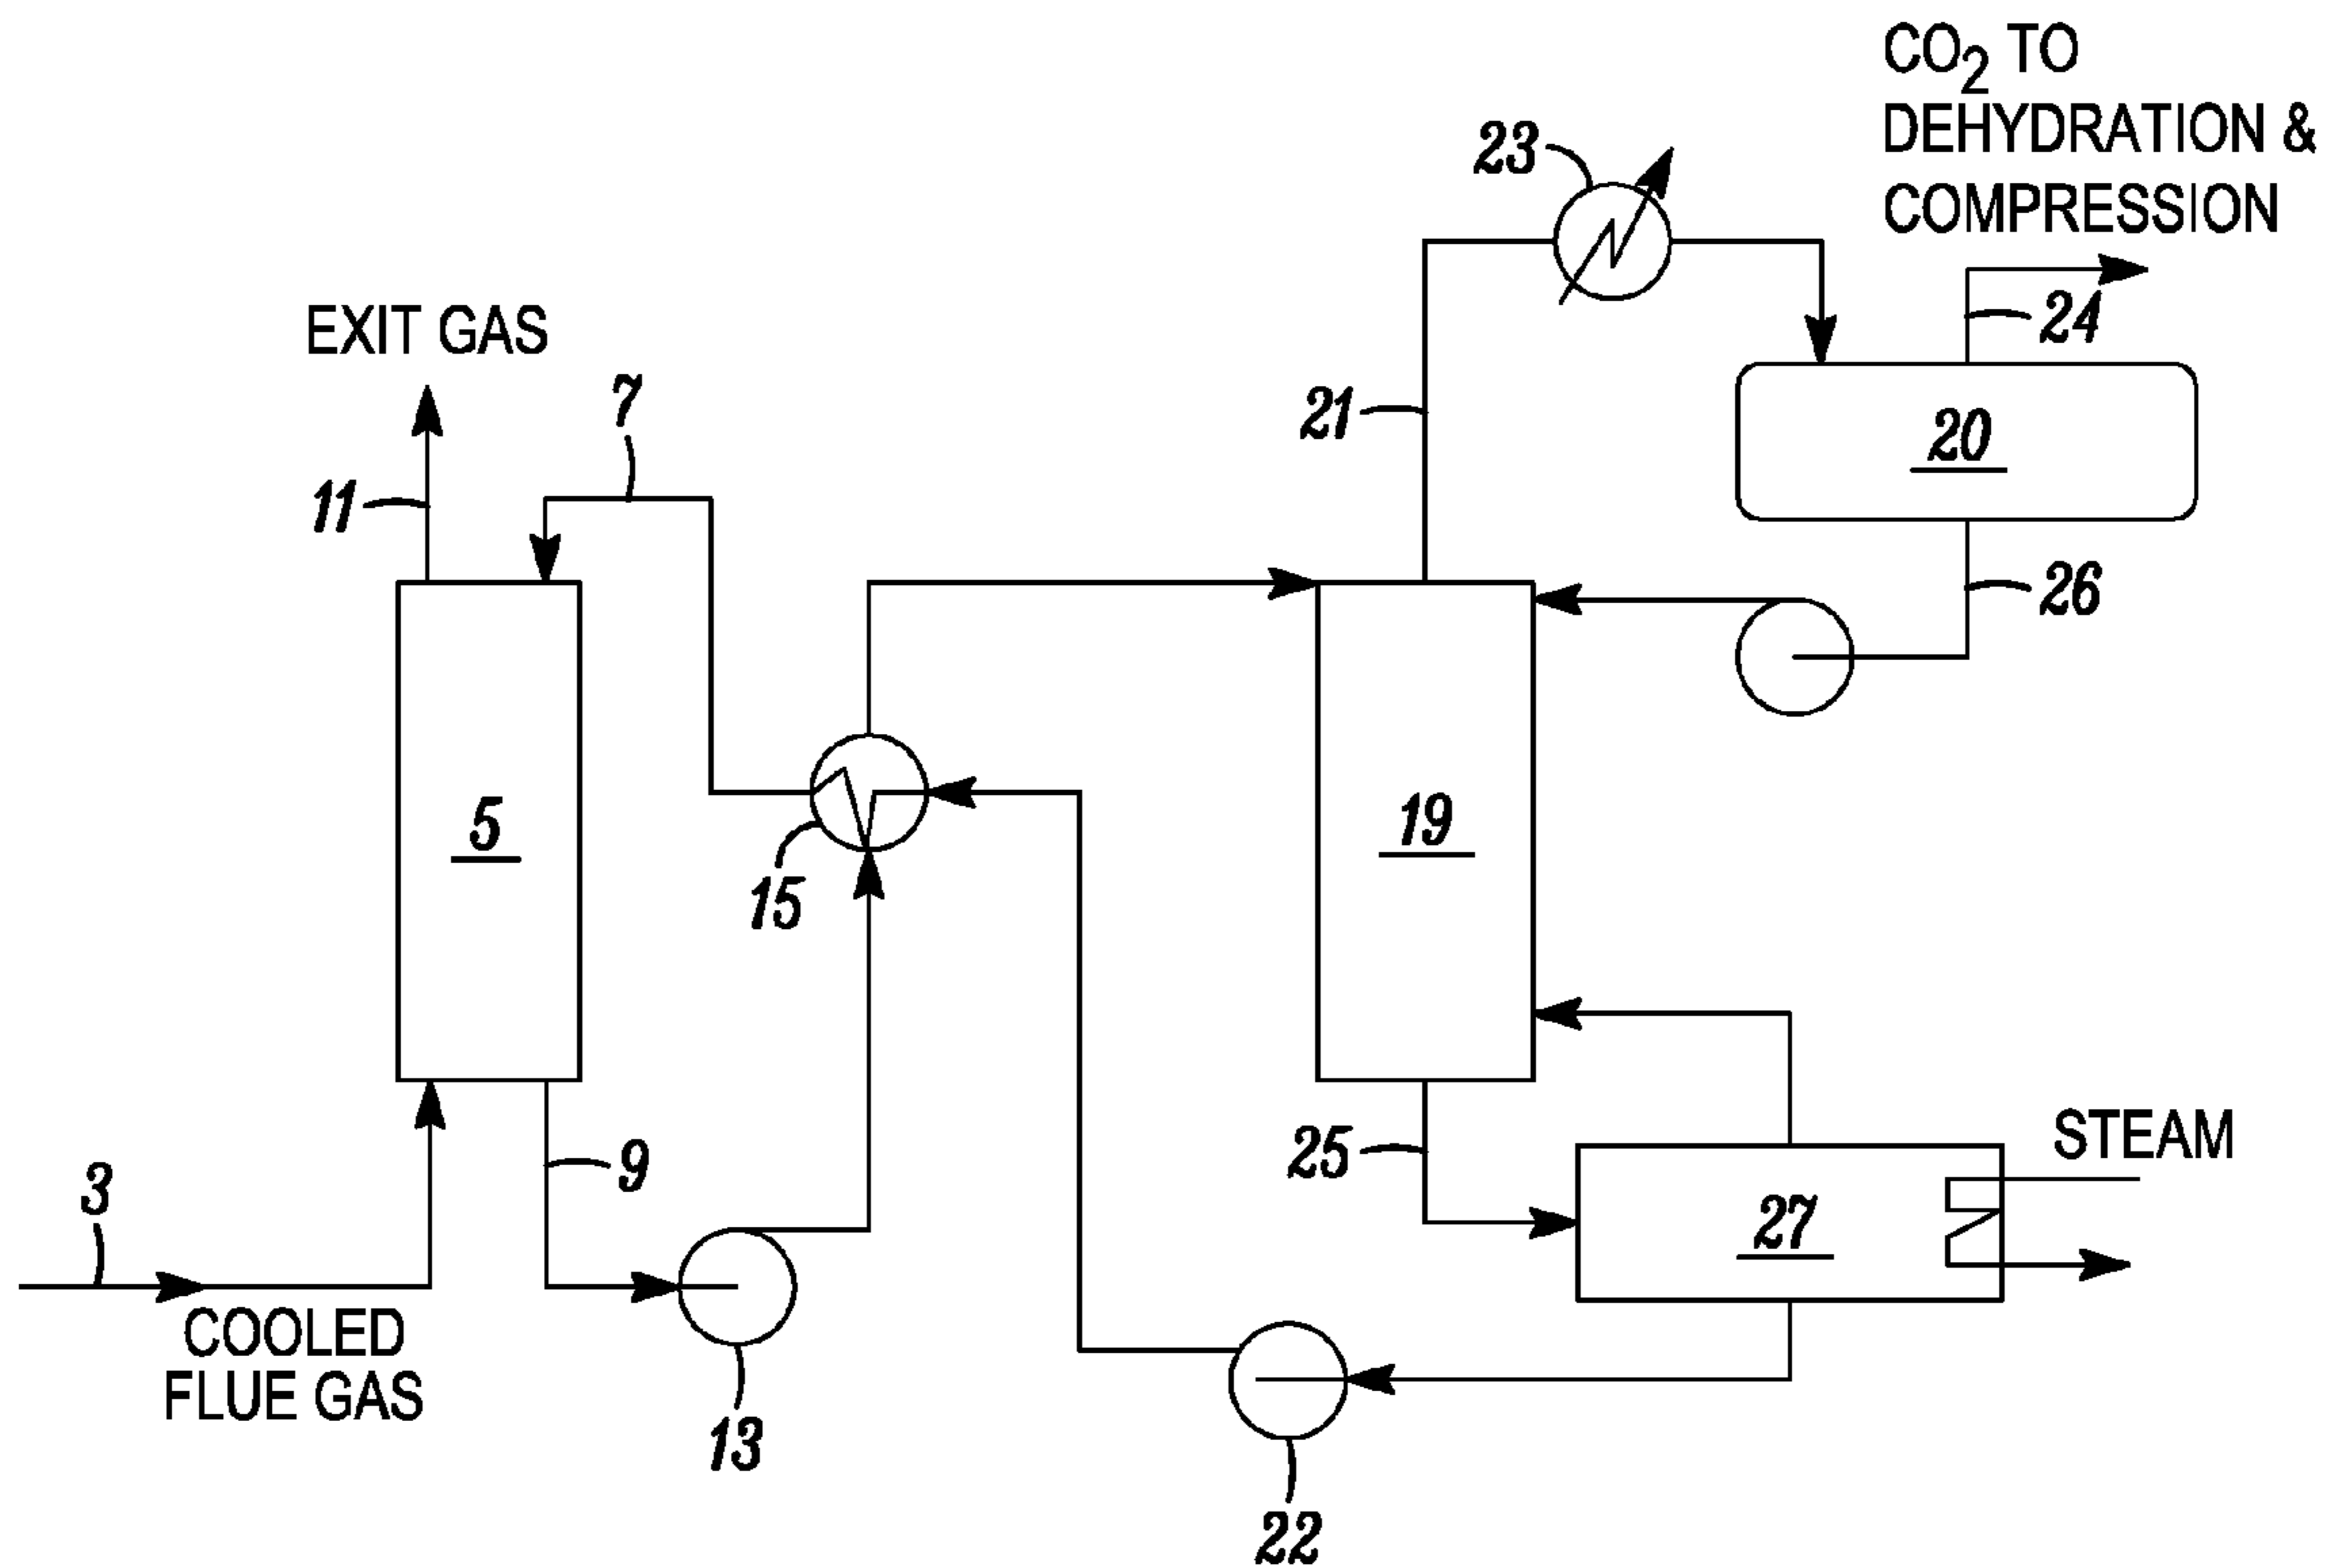 CO2 TO
DEHYDRATION &
COMPRESSION
23
24
EXIT GAS
7
21
20
11
26
5
15
19
25
STEAM
9
3
27
COOLED
FLUE GAS
13
22